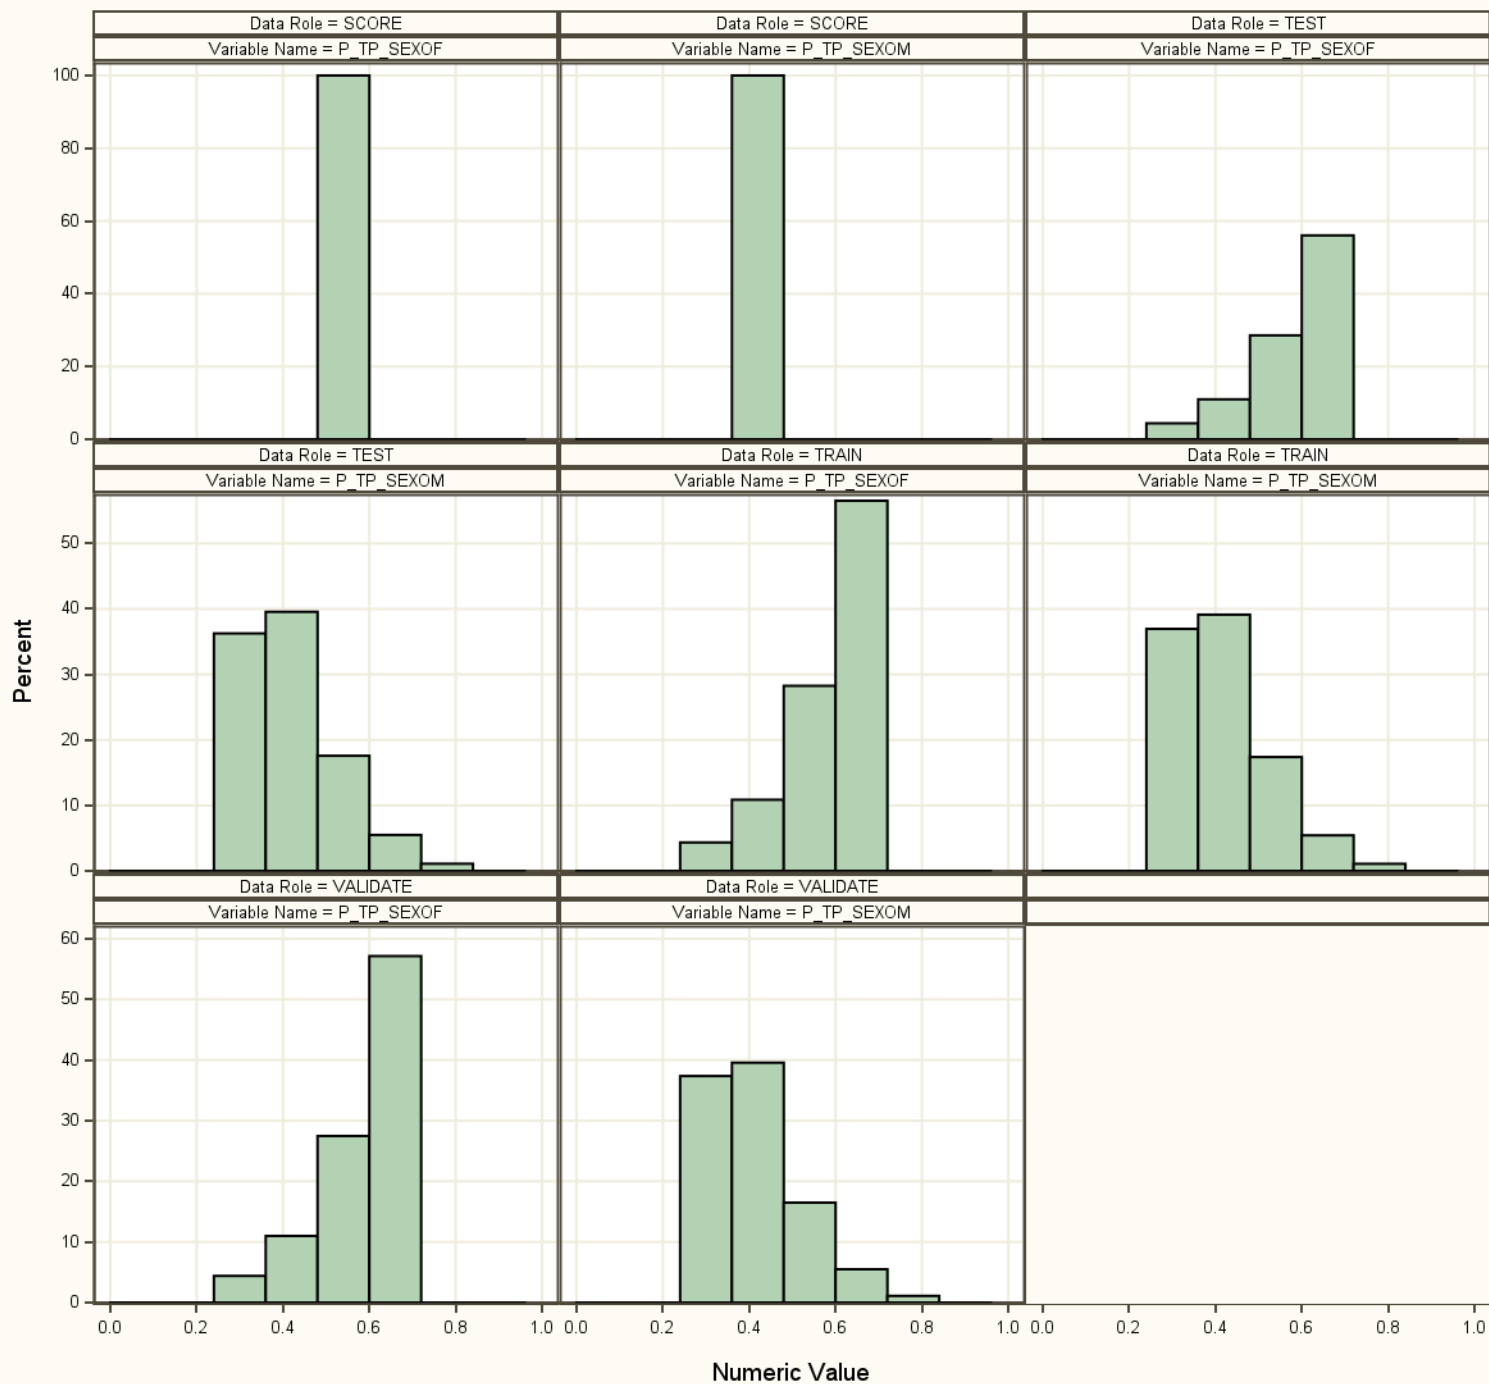 Data Role = SCORE
Variable Name = P_TP_SEXOF
Data Role = SCORE
Variable Name = P_TP_SEXOM
Data Role = TEST
Variable Name = P_TP_SEXOF
100
80
60
40
20
0
Data Role = TEST
Variable Name = P_TP_SEXOM
Data Role = TRAIN
Variable Name = P_TP_SEXOF
Data Role = TRAIN
Variable Name = P_TP_SEXOM
Percent
50
40
30
20
10
0
Data Role = VALIDATE
Variable Name = P_TP_SEXOF
Data Role = VALIDATE
Variable Name = P_TP_SEXOM
60
50
40
30
20
10
0
0.0 0.2 0.4 0.6 0.8 1.0 0.0 0.2 0.4 0.6 0.8 1.0 0.0 0.2 0.4 0.6 0.8 1.0
Numeric Value